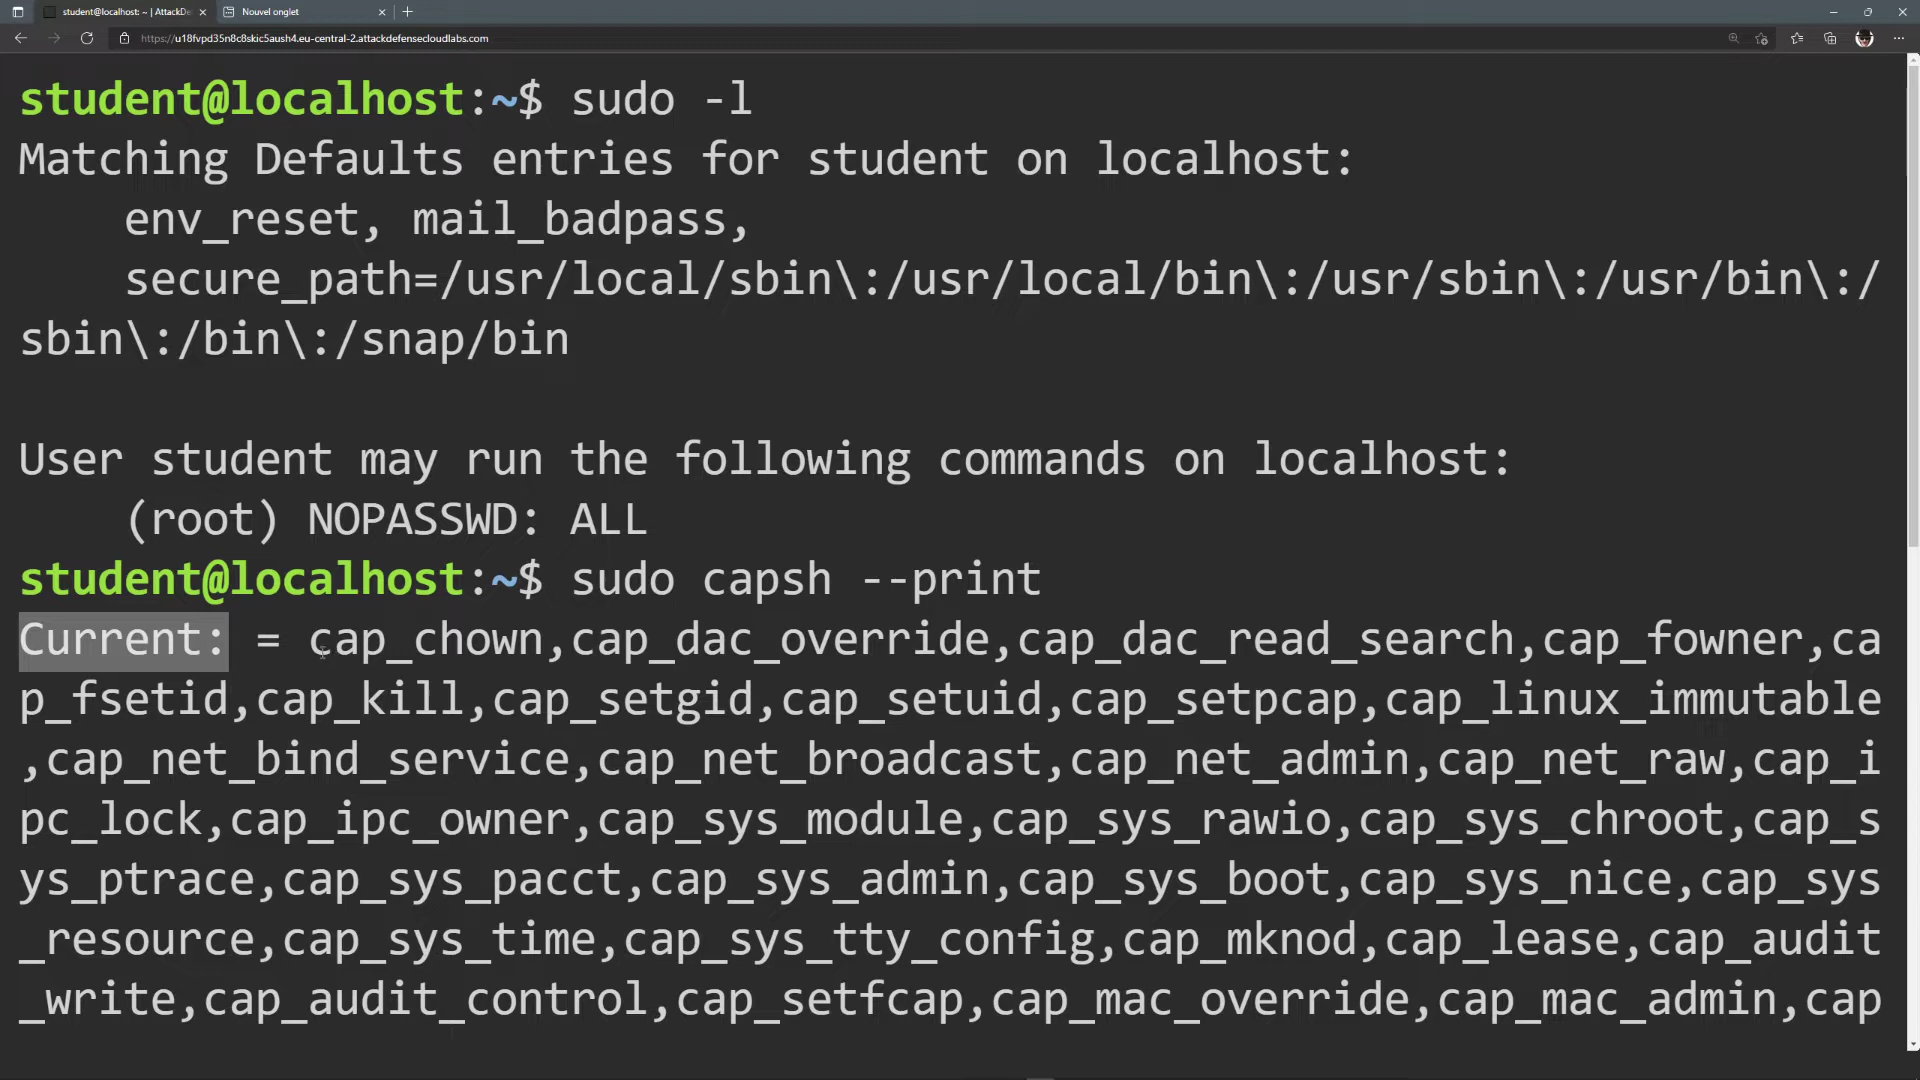 student@localhost: ~ | AttackDe
Nouvel onglet
https://u18fvpd35n8c8skic5aush4.eu-central-2.attackdefensecloudlabs.com
student@localhost:~$ sudo -l
Matching Defaults entries for student on localhost:
    env_reset, mail_badpass,
    secure_path=/usr/local/sbin\:/usr/local/bin\:/usr/sbin\:/usr/bin\:/
sbin\:/bin\:/snap/bin
User student may run the following commands on localhost:
    (root) NOPASSWD: ALL
student@localhost:~$ sudo capsh --print
Current: = cap_chown,cap_dac_override,cap_dac_read_search,cap_fowner,ca
p_fsetid,cap_kill,cap_setgid,cap_setuid,cap_setpcap,cap_linux_immutable
,cap_net_bind_service,cap_net_broadcast,cap_net_admin,cap_net_raw,cap_i
pc_lock,cap_ipc_owner,cap_sys_module,cap_sys_rawio,cap_sys_chroot,cap_s
ys_ptrace,cap_sys_pacct,cap_sys_admin,cap_sys_boot,cap_sys_nice,cap_sys
_resource,cap_sys_time,cap_sys_tty_config,cap_mknod,cap_lease,cap_audit
_write,cap_audit_control,cap_setfcap,cap_mac_override,cap_mac_admin,cap